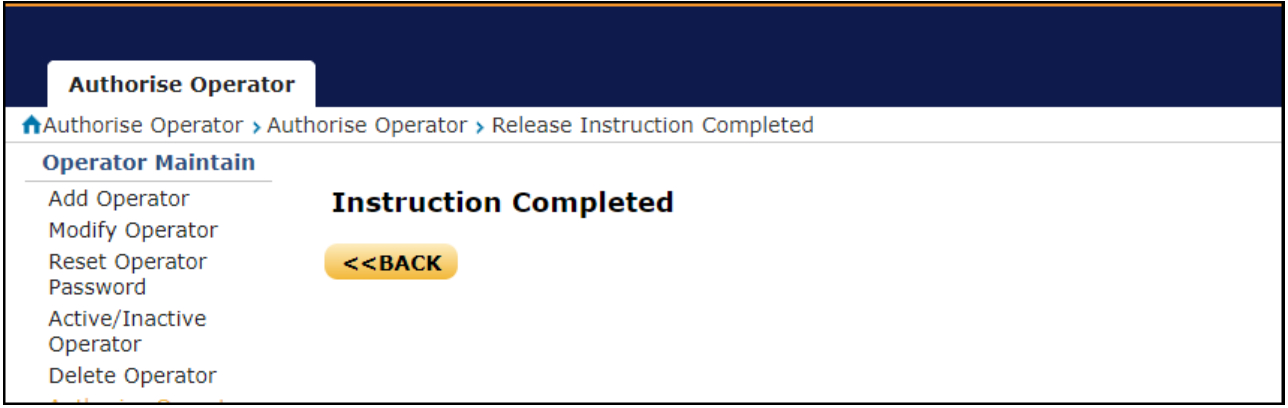 Authorise Operator
Authorise Operator > Authorise Operator > Release Instruction Completed
Operator Maintain
Add Operator
Modify Operator
Reset Operator
Password
Active/Inactive
Operator
Delete Operator
Instruction Completed
<<BACK